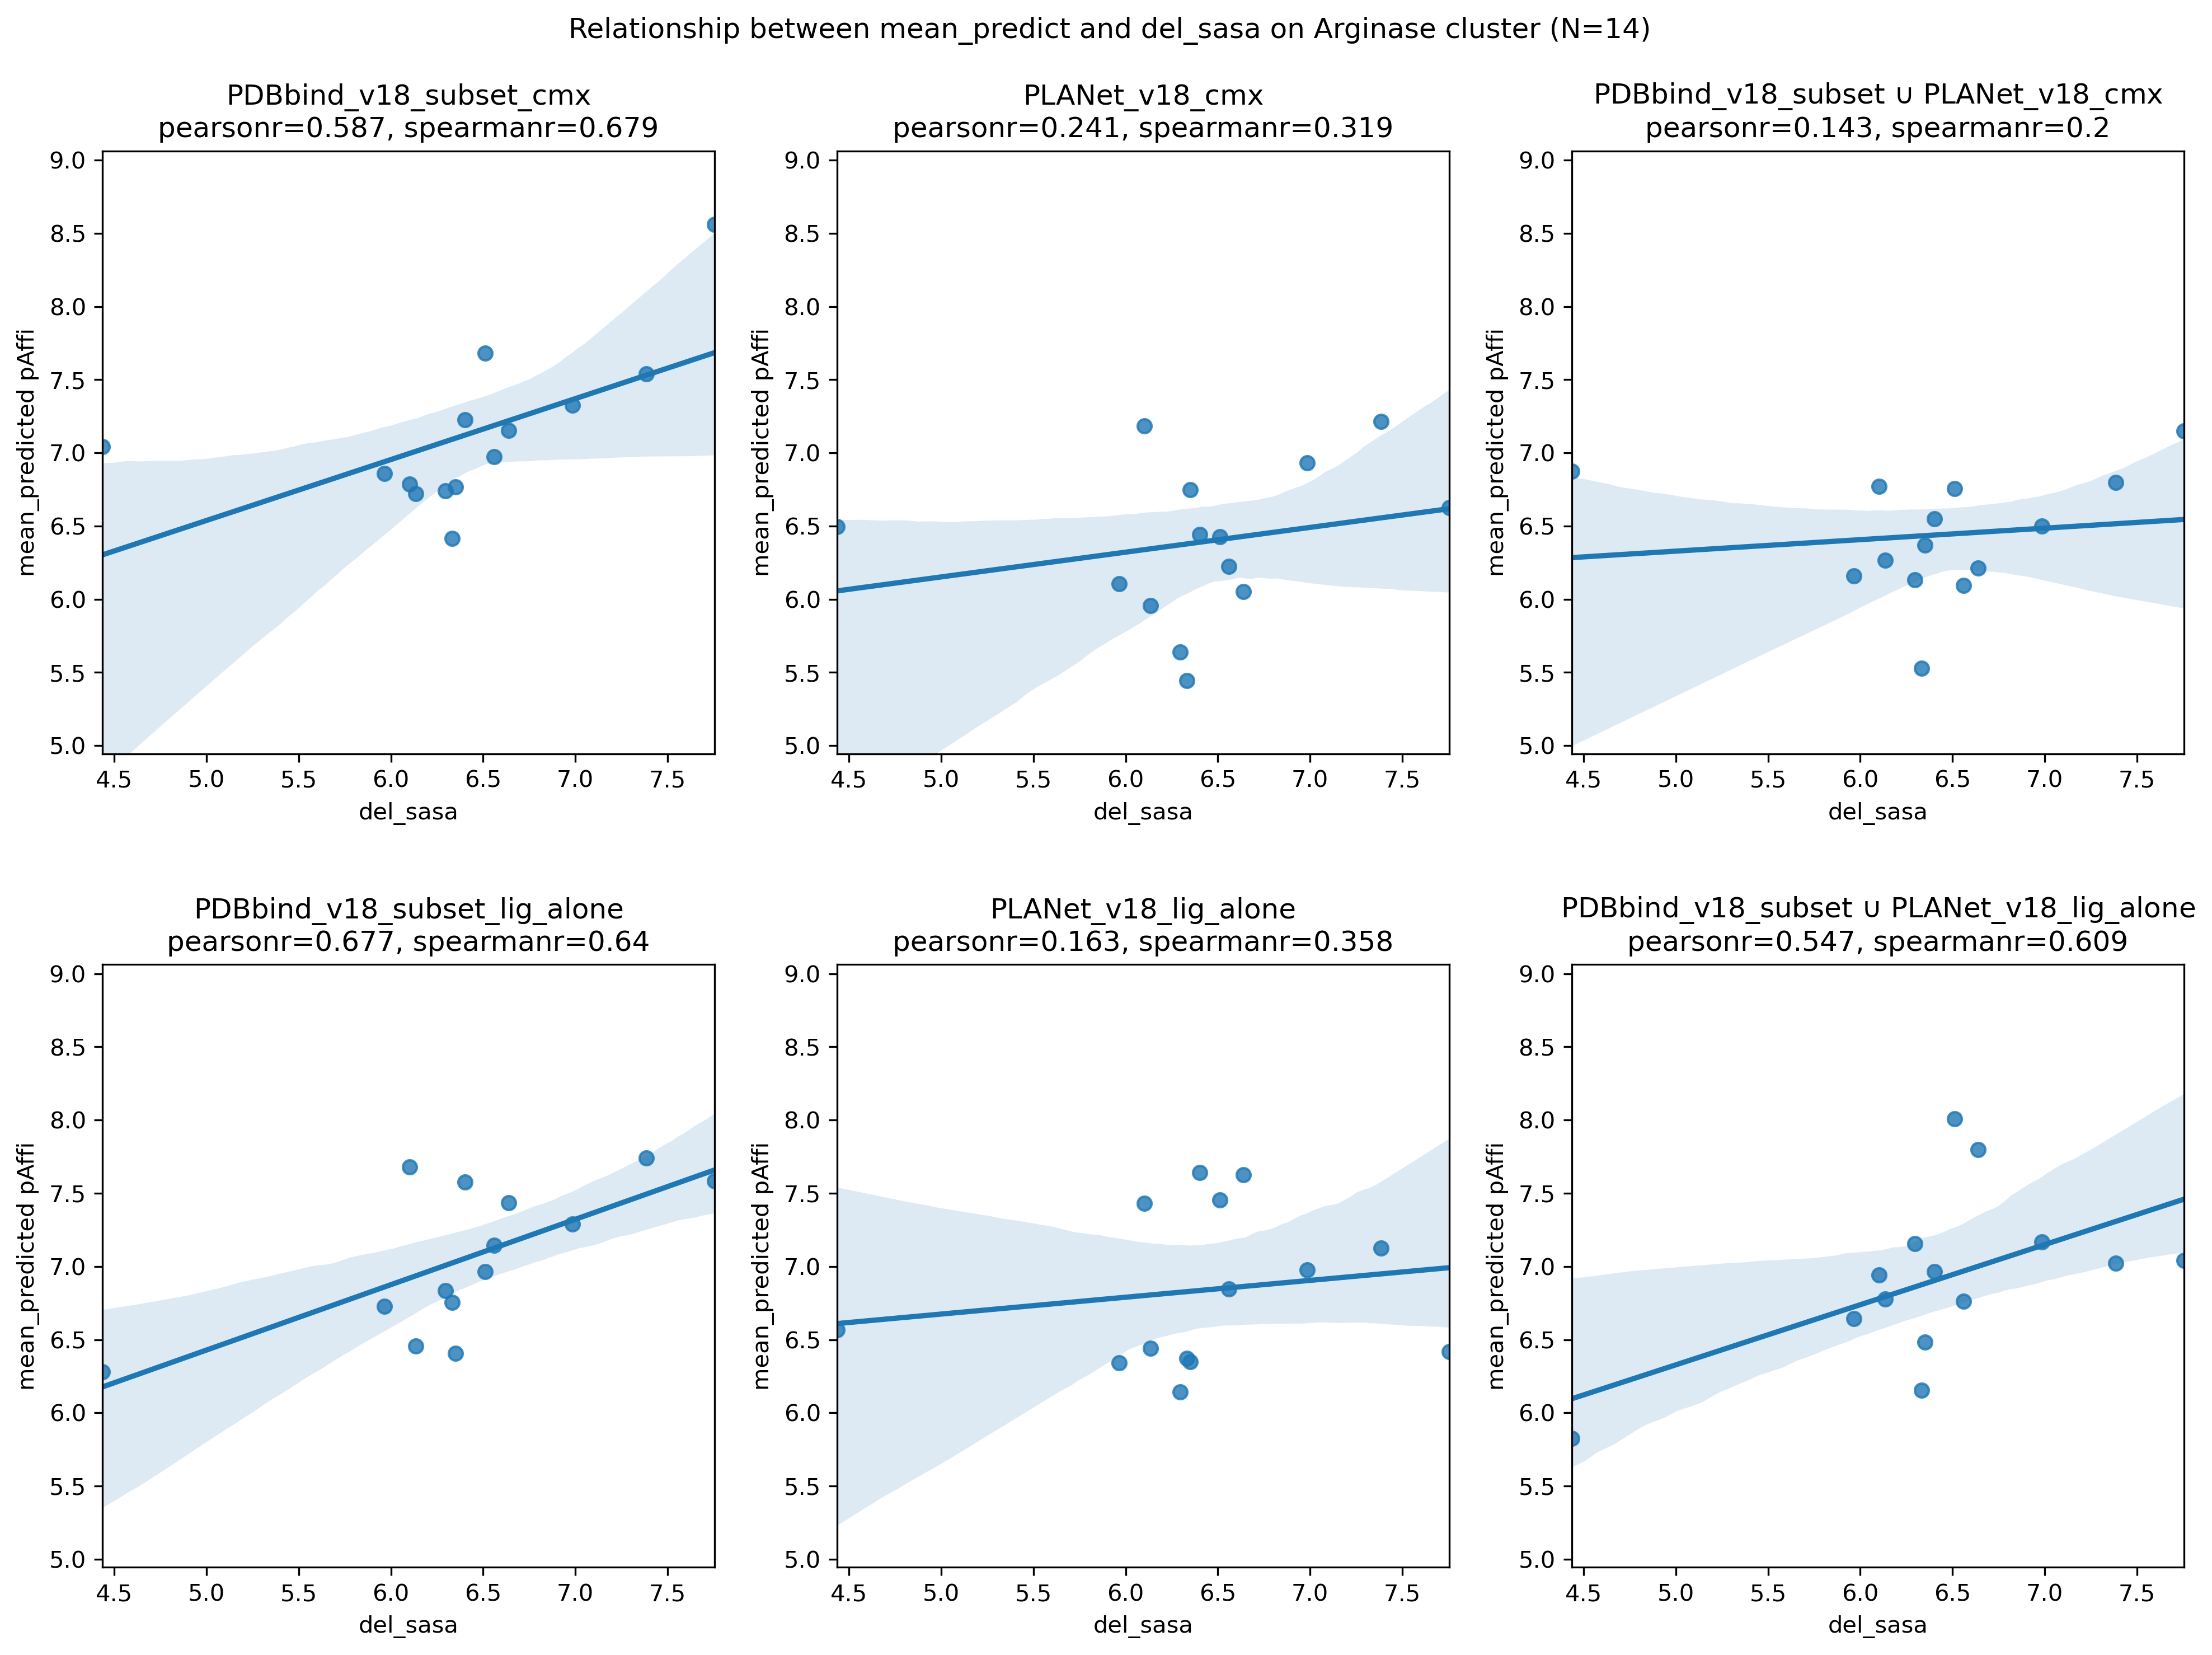 Relationship between mean_predict and del_sasa on Arginase cluster (N=14)
PDBbind_v18_subset_cmx
pearsonr=0.587, spearmanr=0.679
9.0
8.5
8.0
7.5
7.0
6.5
6.0
5.5
5.0
mean_predicted pAffi
4.5 5.0 5.5 6.0 6.5 7.0 7.5
del_sasa
PLANet_v18_cmx
pearsonr=0.241, spearmanr=0.319
9.0
8.5
8.0
7.5
7.0
6.5
6.0
5.5
5.0
mean_predicted pAffi
4.5 5.0 5.5 6.0 6.5 7.0 7.5
del_sasa
PDBbind_v18_subset ∪ PLANet_v18_cmx
pearsonr=0.143, spearmanr=0.2
9.0
8.5
8.0
7.5
7.0
6.5
6.0
5.5
5.0
mean_predicted pAffi
4.5 5.0 5.5 6.0 6.5 7.0 7.5
del_sasa
PDBbind_v18_subset_lig_alone
pearsonr=0.677, spearmanr=0.64
9.0
8.5
8.0
7.5
7.0
6.5
6.0
5.5
5.0
mean_predicted pAffi
4.5 5.0 5.5 6.0 6.5 7.0 7.5
del_sasa
PLANet_v18_lig_alone
pearsonr=0.163, spearmanr=0.358
9.0
8.5
8.0
7.5
7.0
6.5
6.0
5.5
5.0
mean_predicted pAffi
4.5 5.0 5.5 6.0 6.5 7.0 7.5
del_sasa
PDBbind_v18_subset ∪ PLANet_v18_lig_alone
pearsonr=0.547, spearmanr=0.609
9.0
8.5
8.0
7.5
7.0
6.5
6.0
5.5
5.0
mean_predicted pAffi
4.5 5.0 5.5 6.0 6.5 7.0 7.5
del_sasa